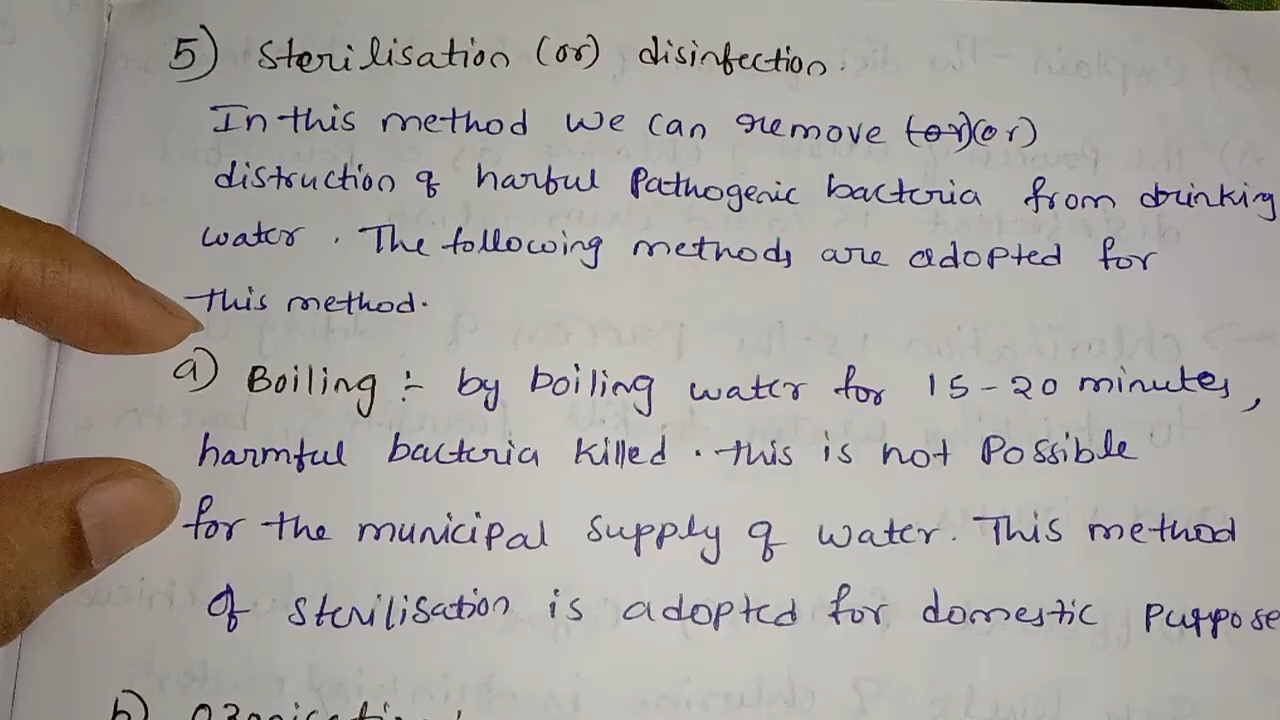 5) Sterilisation (or) disinfection.
In this method we can remove (or)(or)
distruction of harful Pathogenic bacteria from drinking
water. The following methods are adopted for
this method.
a) Boiling :- by boiling water for 15-20 minutes,
harmful bacteria killed. this is not Possible
for the municipal supply of water. This method
of sterilisation is adopted for domestic purpose
b)